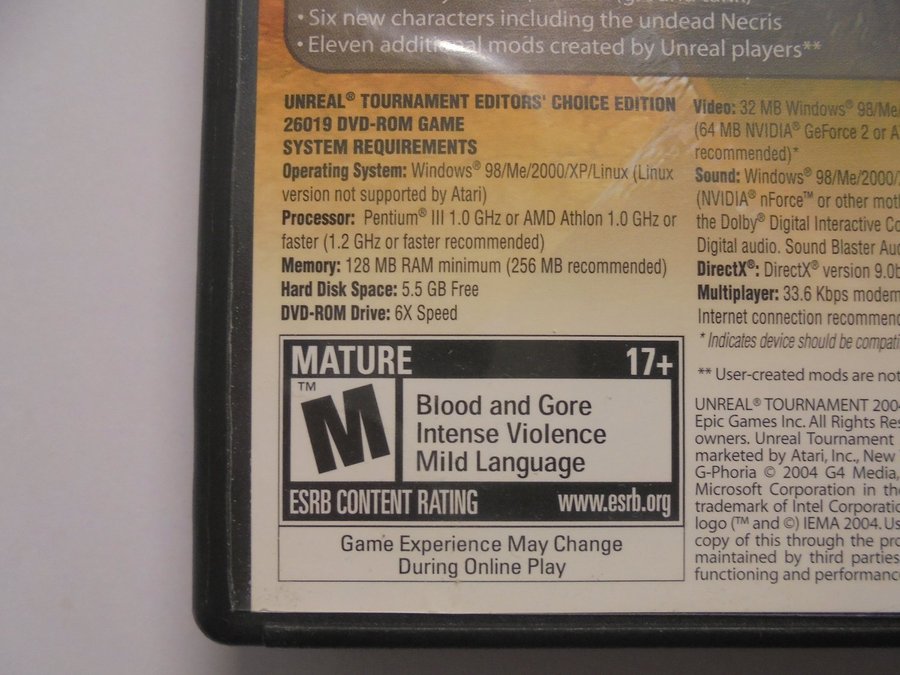 • Six new characters including the undead Necris
• Eleven additional mods created by Unreal players**
UNREAL® TOURNAMENT EDITORS' CHOICE EDITION
26019 DVD-ROM GAME
SYSTEM REQUIREMENTS
Operating System: Windows® 98/Me/2000/XP/Linux (Linux
version not supported by Atari)
Processor: Pentium® III 1.0 GHz or AMD Athlon 1.0 GHz or
faster (1.2 GHz or faster recommended)
Memory: 128 MB RAM minimum (256 MB recommended)
Hard Disk Space: 5.5 GB Free
DVD-ROM Drive: 6X Speed
MATURE 17+
TM
M
Blood and Gore
Intense Violence
Mild Language
ESRB CONTENT RATING www.esrb.org
Game Experience May Change
During Online Play
Video: 32 MB Windows® 98/Me/
(64 MB NVIDIA® GeForce 2 or
recommended)*
Sound: Windows® 98/Me/2000/
(NVIDIA® nForce™ or other
the Dolby® Digital Interactive
Digital audio. Sound Blaster
DirectX®: DirectX® version 9.0
Multiplayer: 33.6 Kbps modem
Internet connection
* Indicates device should be
** User-created mods are not
UNREAL® TOURNAMENT 2004
Epic Games Inc. All Rights
owners. Unreal Tournament
marketed by Atari, Inc., New
G-Phoria © 2004 G4 Media,
Microsoft Corporation in the
trademark of Intel
logo (™ and ©) IEMA 2004.
copy of this through the
maintained by third parties
functioning and